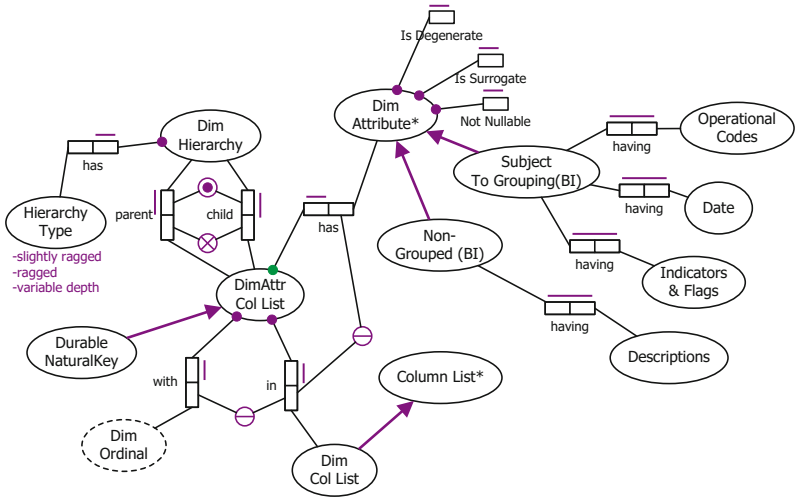 Is Degenerate
Is Surrogate
Not Nullable
Dim
Attribute*
Dim
Hierarchy
has
Operational
Codes
having
Subject
To Grouping(BI)
Hierarchy
Type
parent
child
has
having
Date
Non-
Grouped (BI)
-slightly ragged
-ragged
-variable depth
having
Indicators
& Flags
DimAttr
Col List
having
Durable
NaturalKey
Descriptions
with
in
Column List*
Dim
Ordinal
Dim
Col List